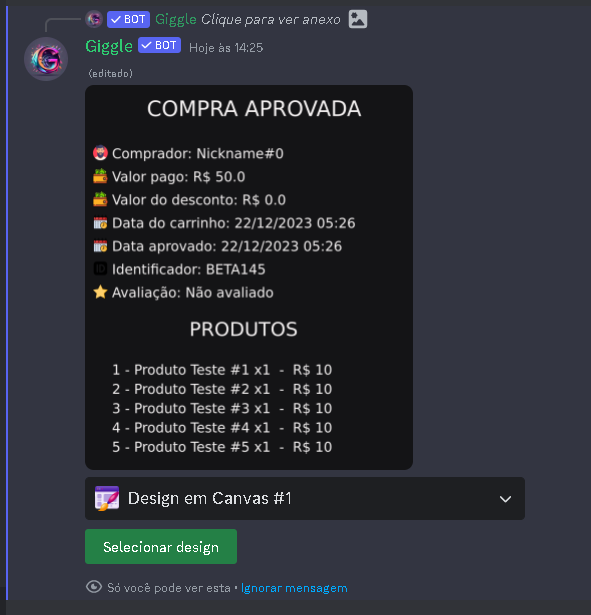 BOT Giggle Clique para ver anexo
Giggle BOT Hoje às 14:25
(editado)
COMPRA APROVADA
Comprador: Nickname#0
Valor pago: R$ 50.0
Valor do desconto: R$ 0.0
Data do carrinho: 22/12/2023 05:26
Data aprovado: 22/12/2023 05:26
Identificador: BETA145
Avaliação: Não avaliado
PRODUTOS
1 - Produto Teste #1 x1 - R$ 10
2 - Produto Teste #2 x1 - R$ 10
3 - Produto Teste #3 x1 - R$ 10
4 - Produto Teste #4 x1 - R$ 10
5 - Produto Teste #5 x1 - R$ 10
Design em Canvas #1
Selecionar design
Só você pode ver esta • Ignorar mensagem